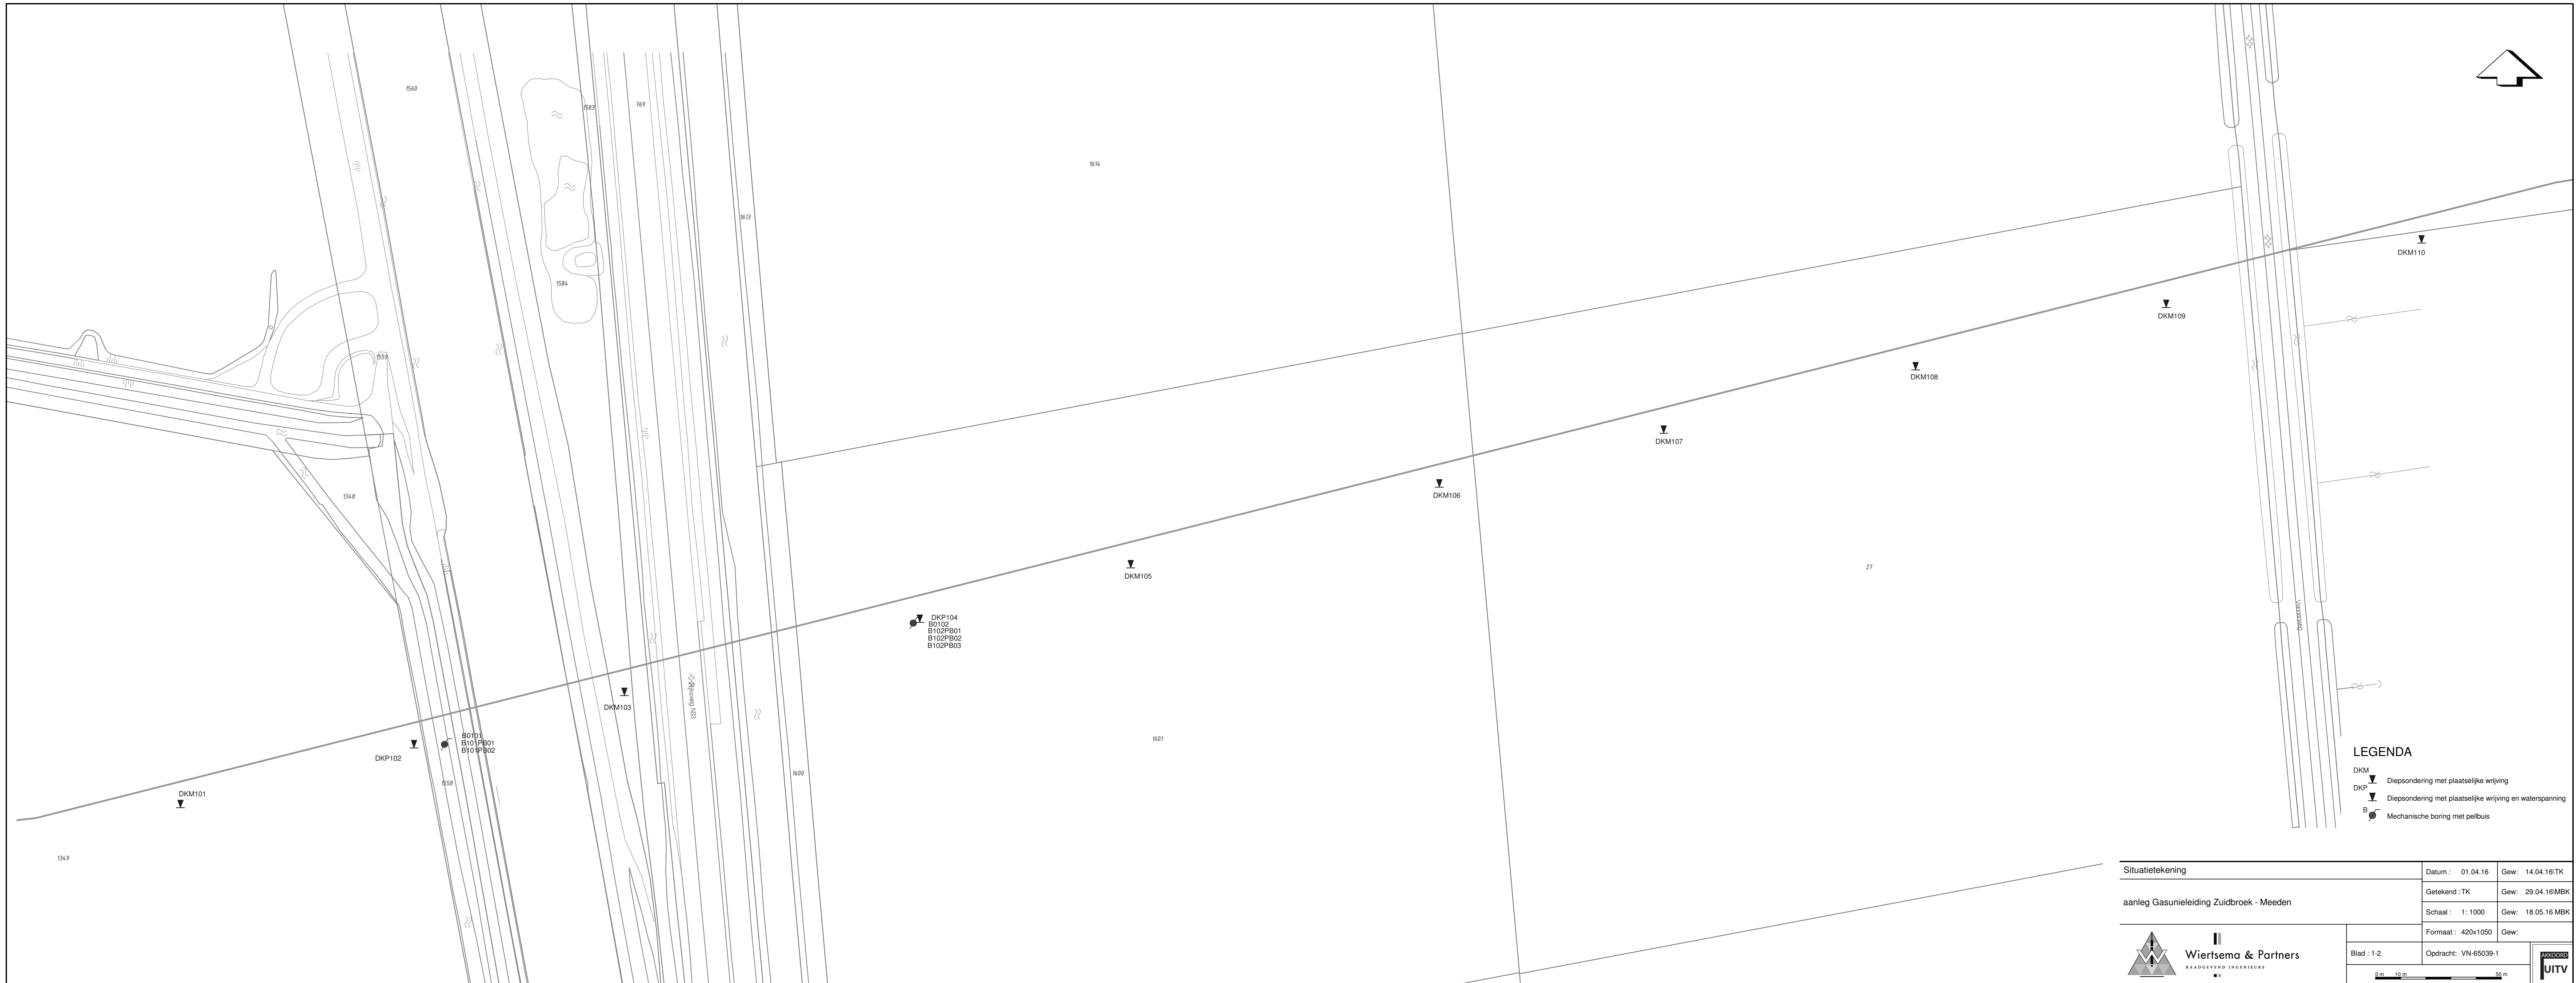 1560
1583
769
1614
1613
1584
1559
1348
DKM110
DKM109
DKM108
DKM107
DKM106
DKM105
27
DKP104
B0102
B102PB01
B102PB02
B102PB03
DKM103
Rijksweg N33
1601
1600
B0101
B101PB01
B101PB02
DKP102
1558
DKM101
1349
LEGENDA
DKM
Diepsondering met plaatselijke wrijving
DKP
Diepsondering met plaatselijke wrijving en waterspanning
B
Mechanische boring met peilbuis
Situatietekening
aanleg Gasunieleiding Zuidbroek - Meeden
Datum : 01.04.16 Gew: 14.04.16\TK
Getekend : TK Gew: 29.04.16\MBK
Schaal : 1: 1000 Gew: 18.05.16 MBK
Formaat : 420x1050 Gew:
Blad : 1-2 Opdracht: VN-65039-1
Wiertsema & Partners
RAADGEVEND INGENIEURS
0 m 10 m 50 m
AKKOORD
UITV